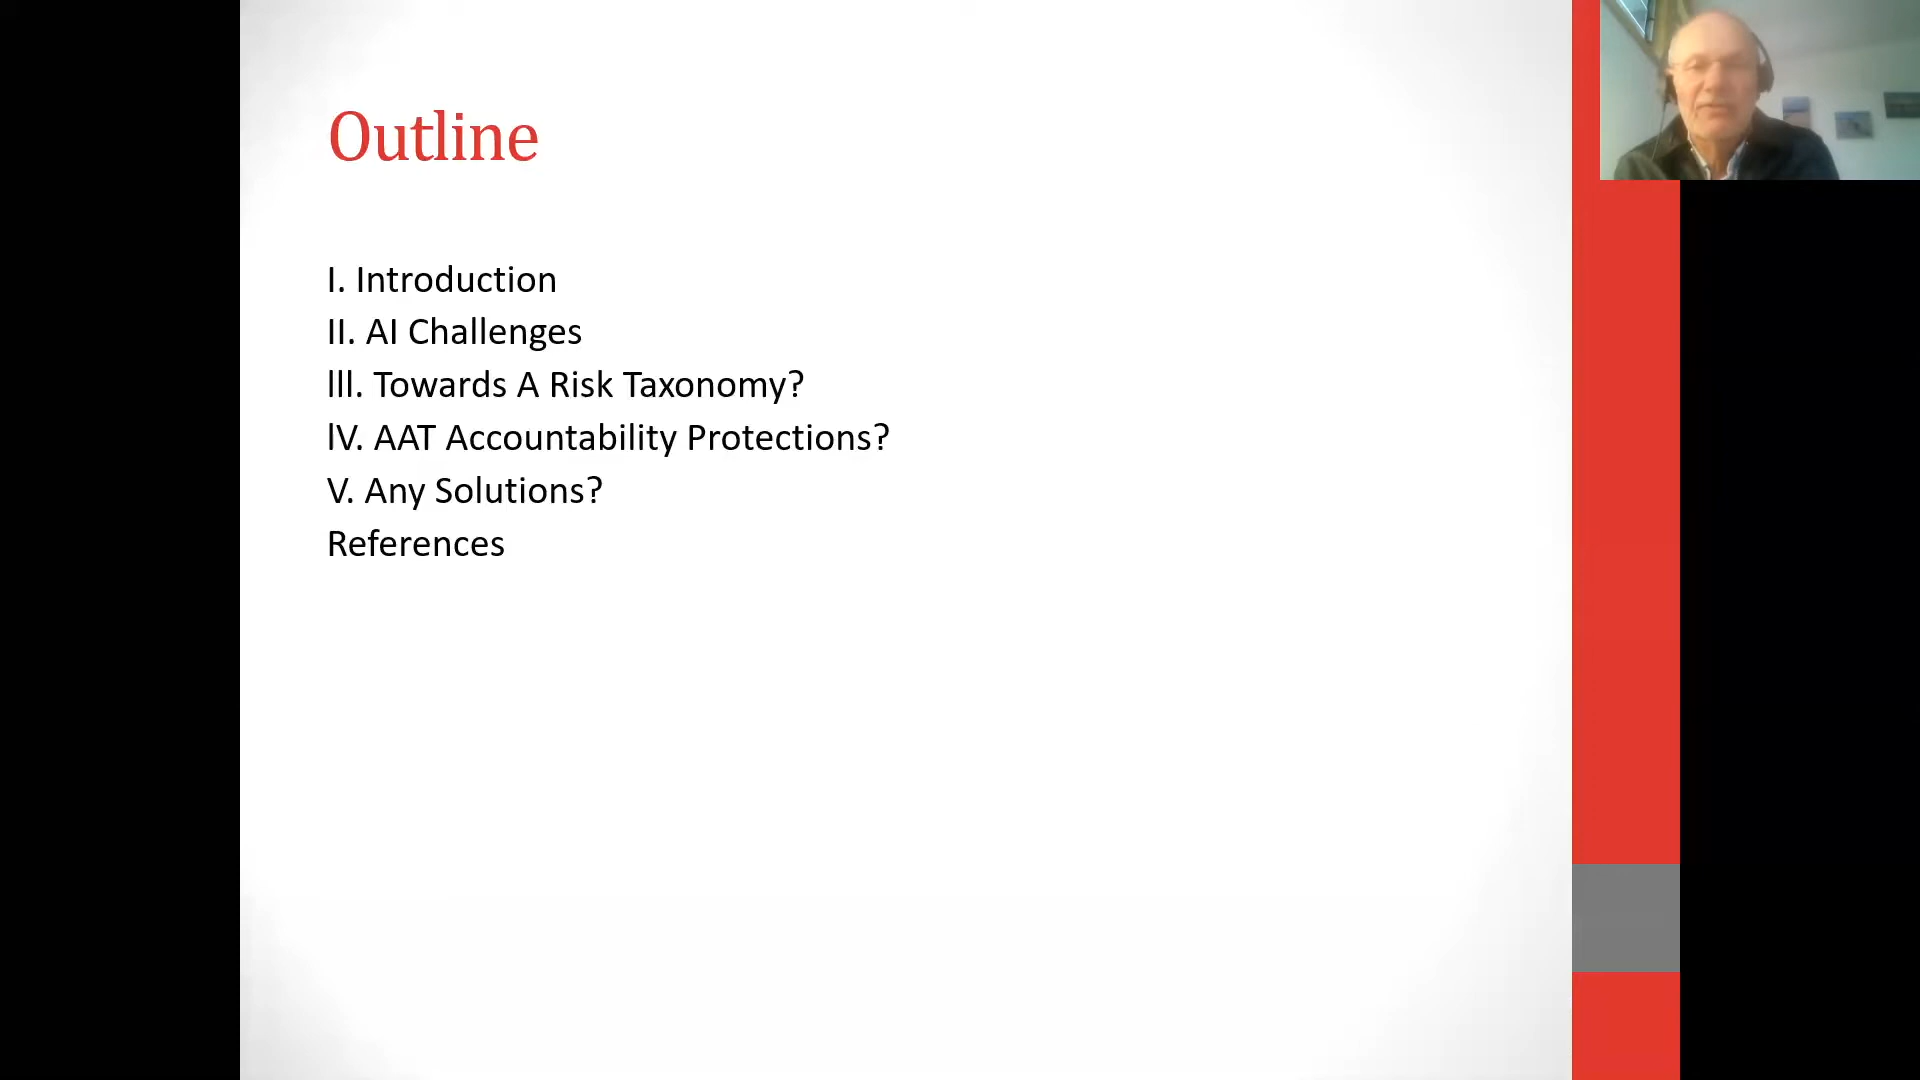 Outline
I. Introduction
II. AI Challenges
lll. Towards A Risk Taxonomy?
lV. AAT Accountability Protections?
V. Any Solutions?
References